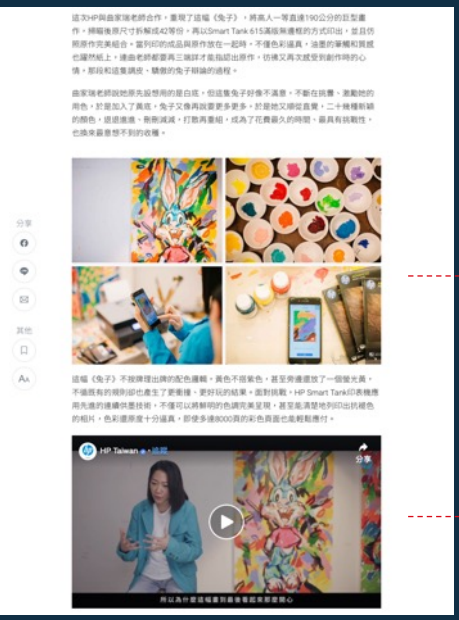 這次HP與曲家瑞老師合作，重現了這幅《兔子》，將高人一等直達190公分的巨型畫
作，掃瞄後原尺寸拆解成42等份，再以Smart Tank 615滿版無邊框的方式印出，並且仿
照原作完美組合。當列印的成品與原作放在一起時，不僅色彩逼真，油墨的筆觸和質感
也躍然紙上，連曲老師都要再三端詳才能指認出原作，彷彿又再次感受到創作時的心
情，那段和這隻調皮、驕傲的兔子辯論的過程。
曲家瑞老師說她原先設想用的是白底，但這隻兔子好像不滿意，不斷在挑釁、激勵她的
用色，於是加入了黃底，兔子又像再說要更多更多，於是她又順從直覺，二十幾種新穎
的顏色，退退進進、刪刪減減，打散再重組，成為了花費最久的時間、最具有挑戰性，
也換來最意想不到的收穫。
分享
其他
AA
這幅《兔子》不按牌理出牌的配色邏輯，黃色不搭紫色，甚至旁邊還放了一個螢光黃，
不循既有的規則卻也產生了更衝撞、更好玩的結果。面對挑戰，HP Smart Tank印表機應
用先進的連續供墨技術，不僅可以將鮮明的色調完美呈現，甚至能清楚地列印出抗褪色
的相片，色彩還原度十分逼真，即使多達8000頁的彩色頁面也能輕鬆應付。
hp HP Taiwan · 追蹤
分享
所以為什麼這幅畫到最後看起來那麼開心